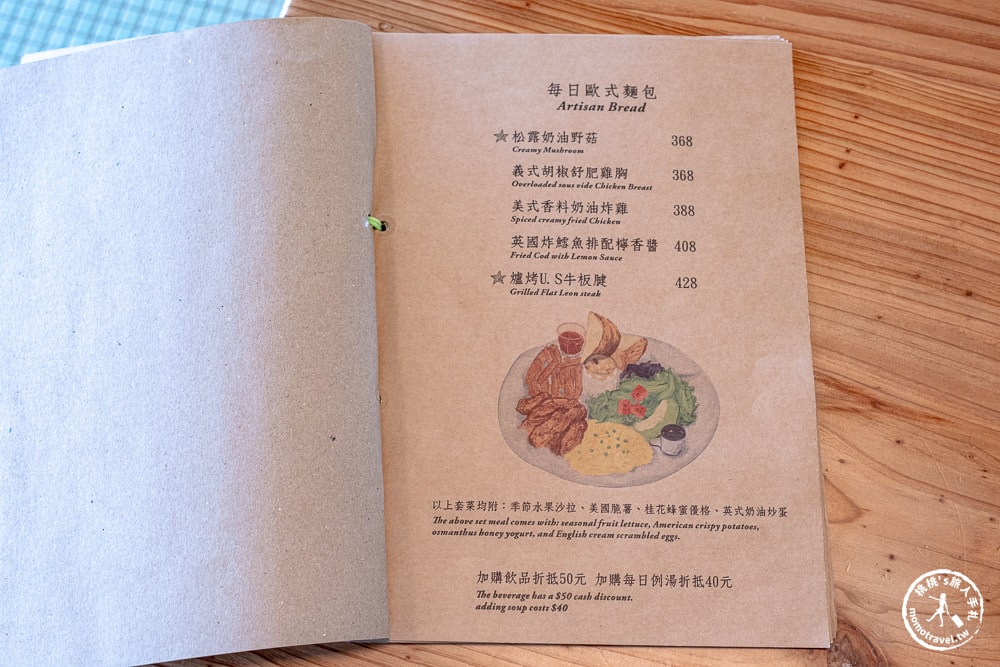 每日歐式麵包
Artisan Bread
松露奶油野菇 368
Creamy Mushroom
義式胡椒舒肥雞胸 368
Overloaded sous vide Chicken Breast
美式香料奶油炸雞 388
Spiced creamy fried Chicken
英國炸鱈魚排配檸香醬 408
Fried Cod with Lemon Sauce
爐烤U.S牛板腱 428
Grilled Flat Leon steak
以上套菜均附：季節水果沙拉、美國脆薯、桂花蜂蜜優格、英式奶油炒蛋
The above set meal comes with: seasonal fruit lettuce, American crispy potatoes,
osmanthus honey yogurt, and English cream scrambled eggs.
加購飲品折抵50元 加購每日例湯折抵40元
The beverage has a $50 cash discount.
adding soup costs $40
桃桃's旅人手札
momotravel.tw